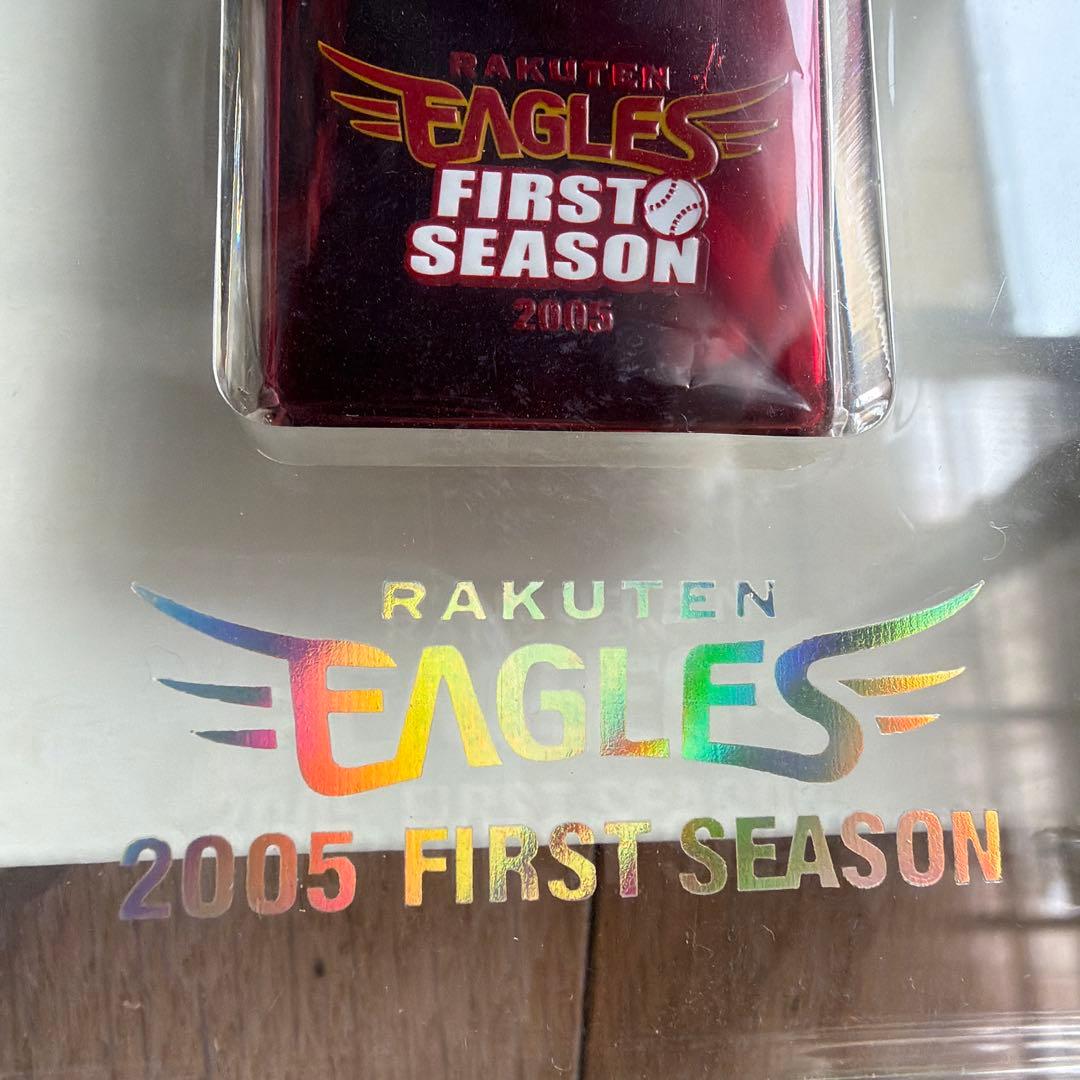 RAKUTEN
EAGLES
FIRST
SEASON
2005
RAKUTEN
EAGLES
2005 FIRST SEASON